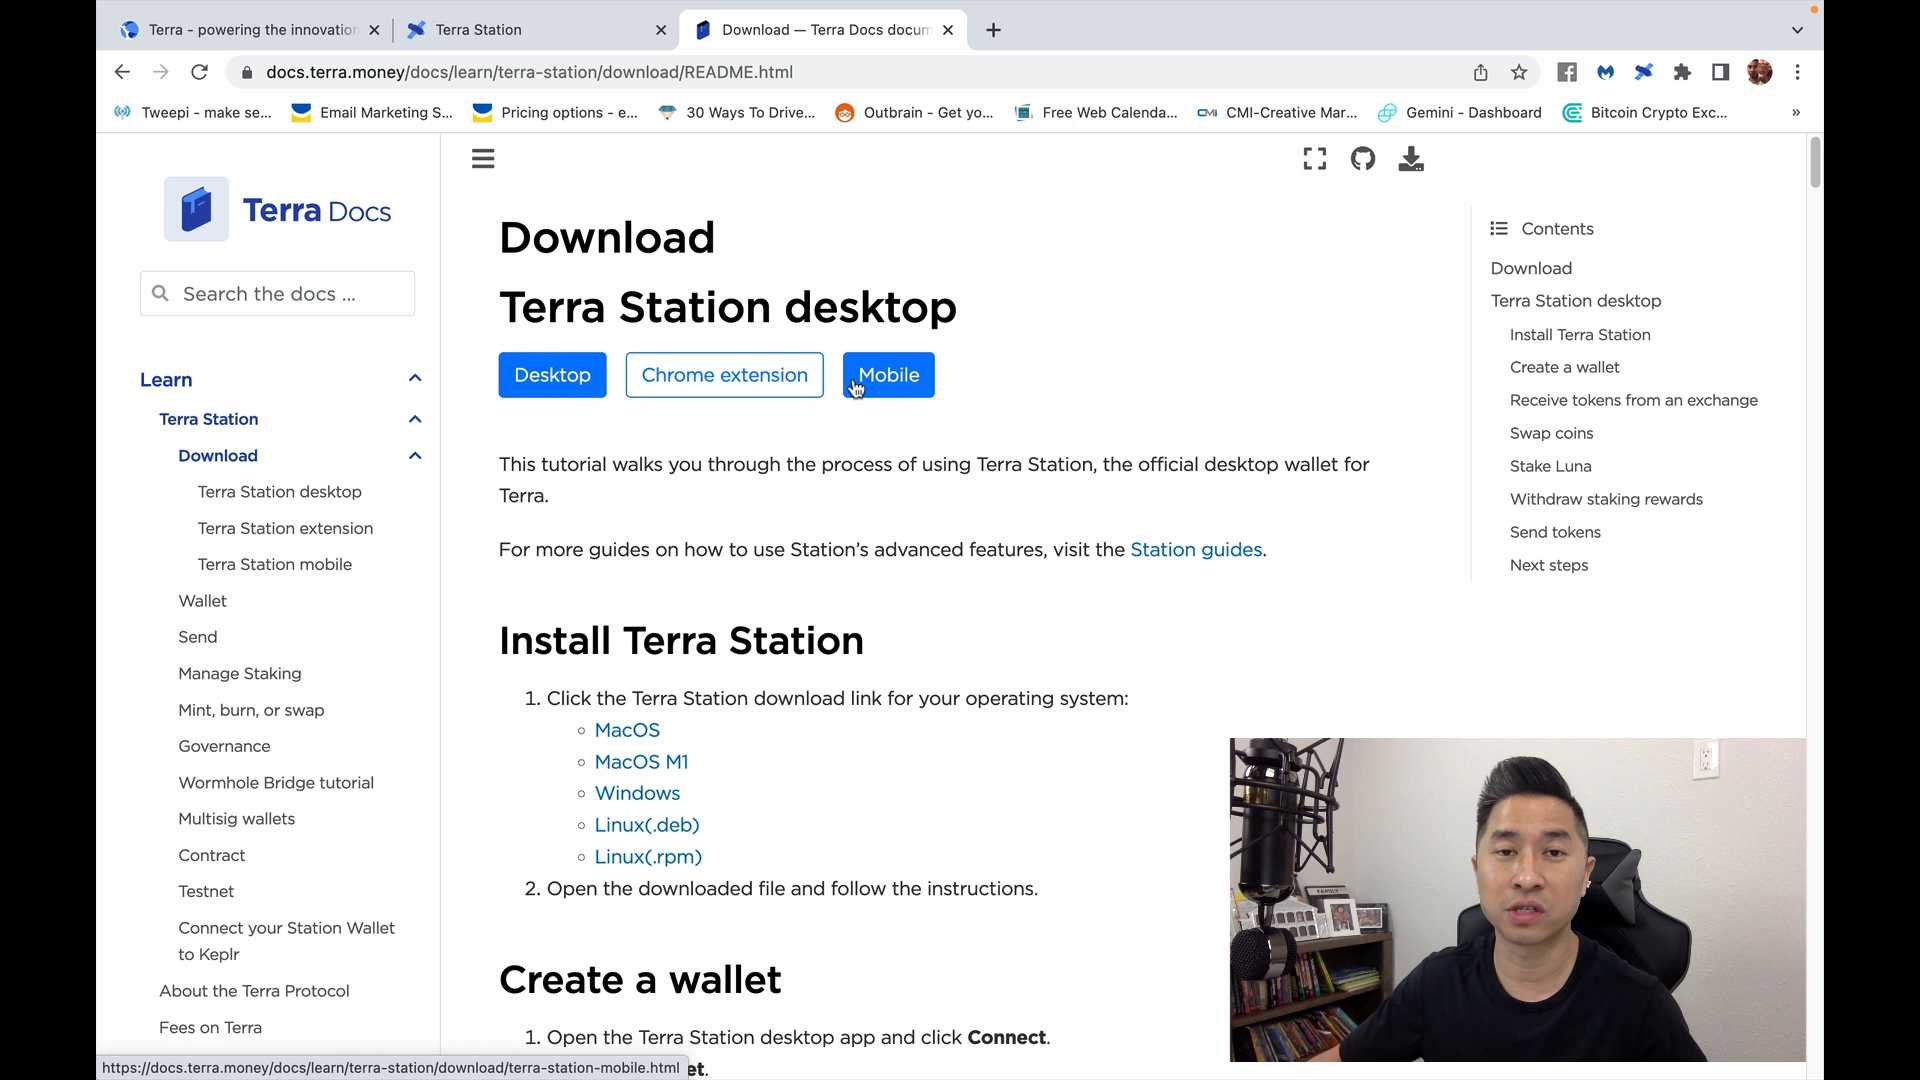 Terra - powering the innovation
Terra Station
Download — Terra Docs docum
docs.terra.money/docs/learn/terra-station/download/README.html
Tweepi - make se...
Email Marketing S...
Pricing options - e...
30 Ways To Drive...
Outbrain - Get yo...
Free Web Calenda...
CMI-Creative Mar...
Gemini - Dashboard
Bitcoin Crypto Exc...
»
Terra Docs
Search the docs ...
Learn
Terra Station
Download
Terra Station desktop
Terra Station extension
Terra Station mobile
Wallet
Send
Manage Staking
Mint, burn, or swap
Governance
Wormhole Bridge tutorial
Multisig wallets
Contract
Testnet
Connect your Station Wallet
to Keplr
About the Terra Protocol
Fees on Terra
Download
Terra Station desktop
Desktop
Chrome extension
Mobile
This tutorial walks you through the process of using Terra Station, the official desktop wallet for
Terra.
For more guides on how to use Station's advanced features, visit the Station guides.
Install Terra Station
1. Click the Terra Station download link for your operating system:
MacOS
MacOS M1
Windows
Linux(.deb)
Linux(.rpm)
2. Open the downloaded file and follow the instructions.
Create a wallet
1. Open the Terra Station desktop app and click Connect.
et.
Contents
Download
Terra Station desktop
Install Terra Station
Create a wallet
Receive tokens from an exchange
Swap coins
Stake Luna
Withdraw staking rewards
Send tokens
Next steps
FAMILY
https://docs.terra.money/docs/learn/terra-station/download/terra-station-mobile.html